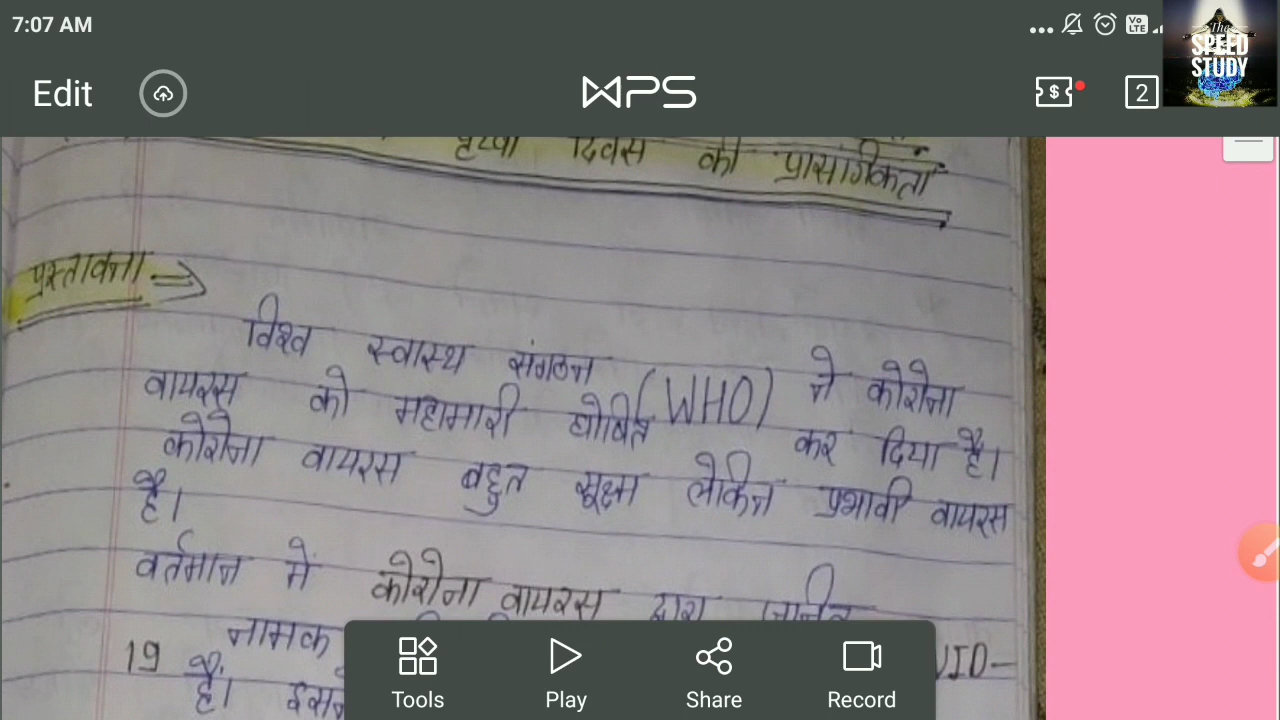 7:07 AM
The
SPEED
STUDY
Edit
WPS
$
2
पृथ्वी दिवस की प्रासंगिकता
प्रस्तावना ⇒
विश्व स्वास्थ संगठन (WHO) ने कोरोना
वायरस को महामारी घोषित कर दिया है।
कोरोना वायरस बहुत सूक्ष्म लेकिन प्रभावी वायरस
है।
वर्तमान में कोरोना वायरस द्वारा जनित
नामक
19 हैं।
Tools
Play
Share
Record